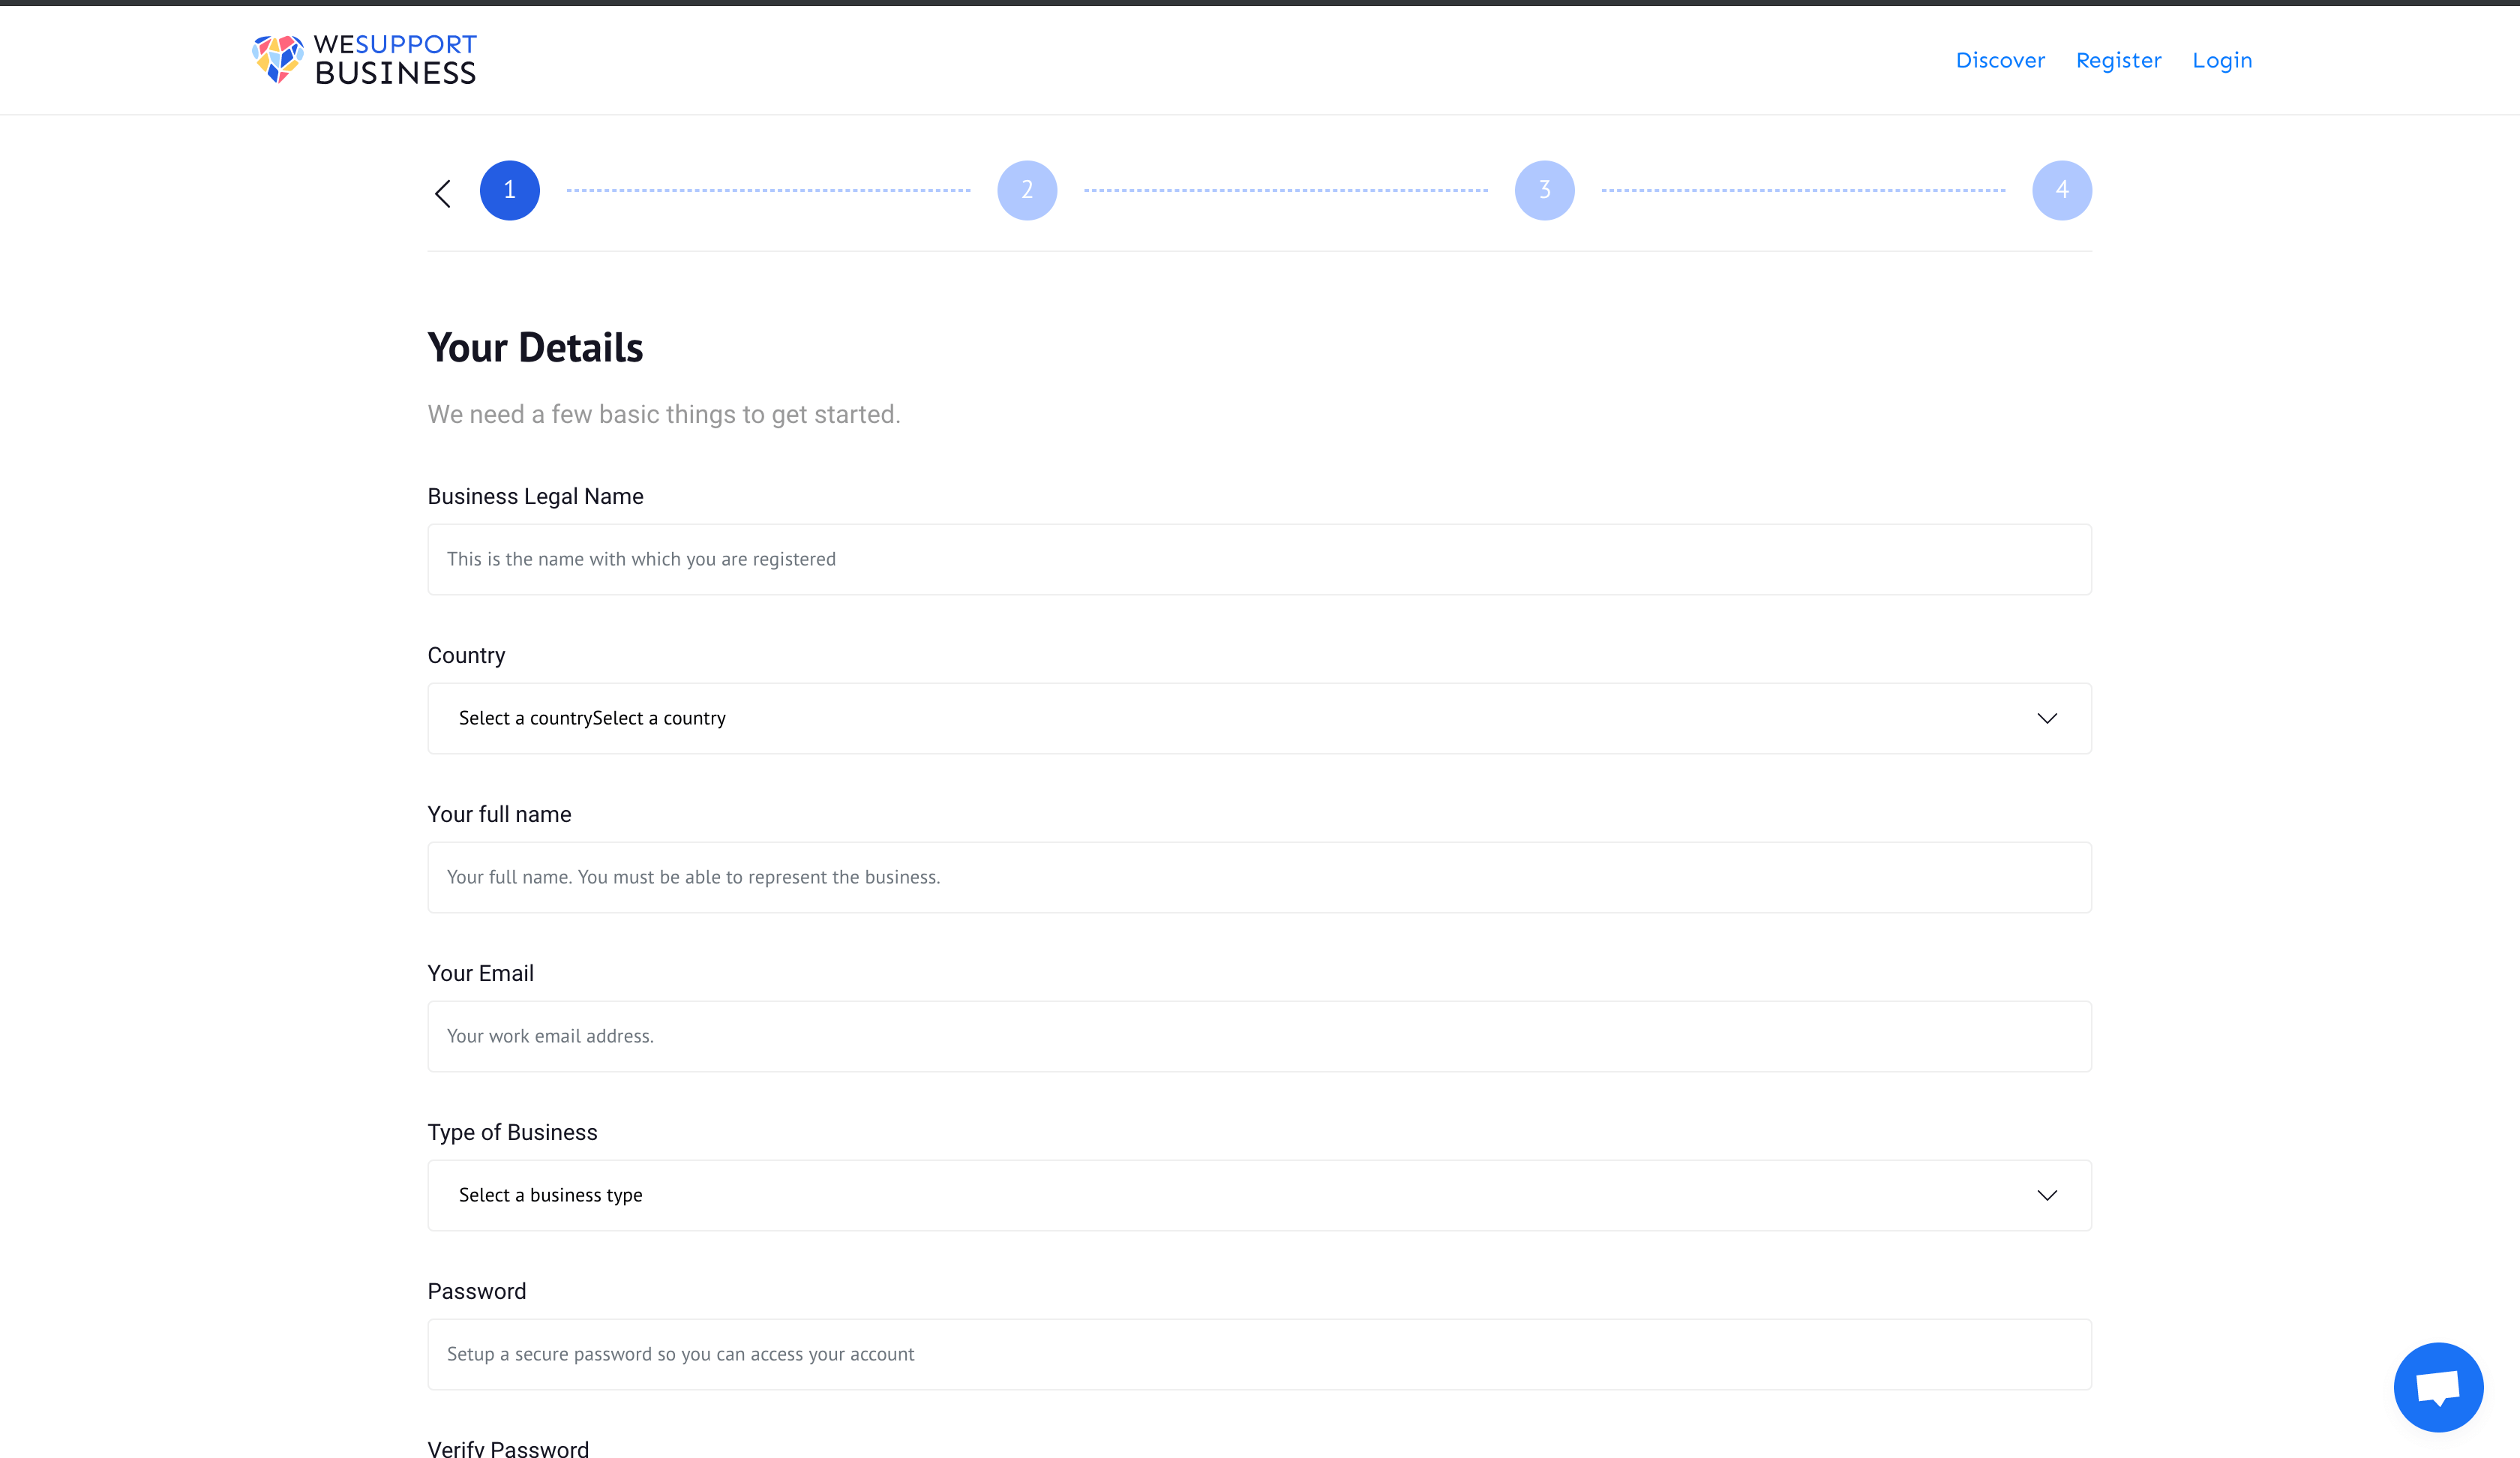 WESUPPORT
BUSINESS
Discover Register Login
1 2 3 4
Your Details
We need a few basic things to get started.
Business Legal Name
This is the name with which you are registered
Country
Select a countrySelect a country
Your full name
Your full name. You must be able to represent the business.
Your Email
Your work email address.
Type of Business
Select a business type
Password
Setup a secure password so you can access your account
Verify Password